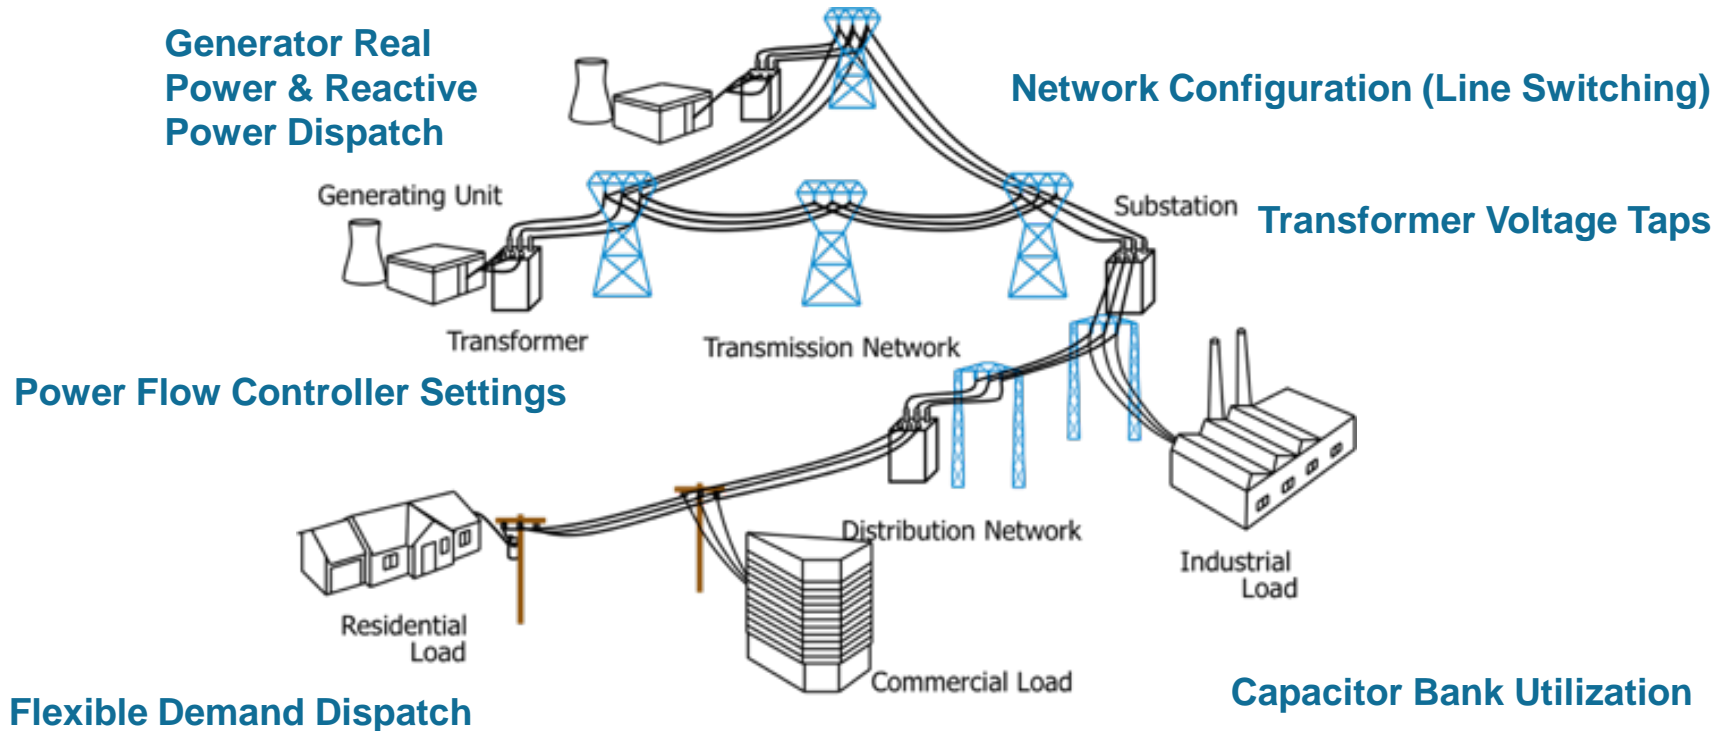 Generator Real
Power & Reactive
Power Dispatch
Network Configuration (Line Switching)
Generating Unit
Substation
Transformer Voltage Taps
Transformer
Transmission Network
Power Flow Controller Settings
Distribution Network
Industrial
Load
Residential
Load
Commercial Load
Capacitor Bank Utilization
Flexible Demand Dispatch